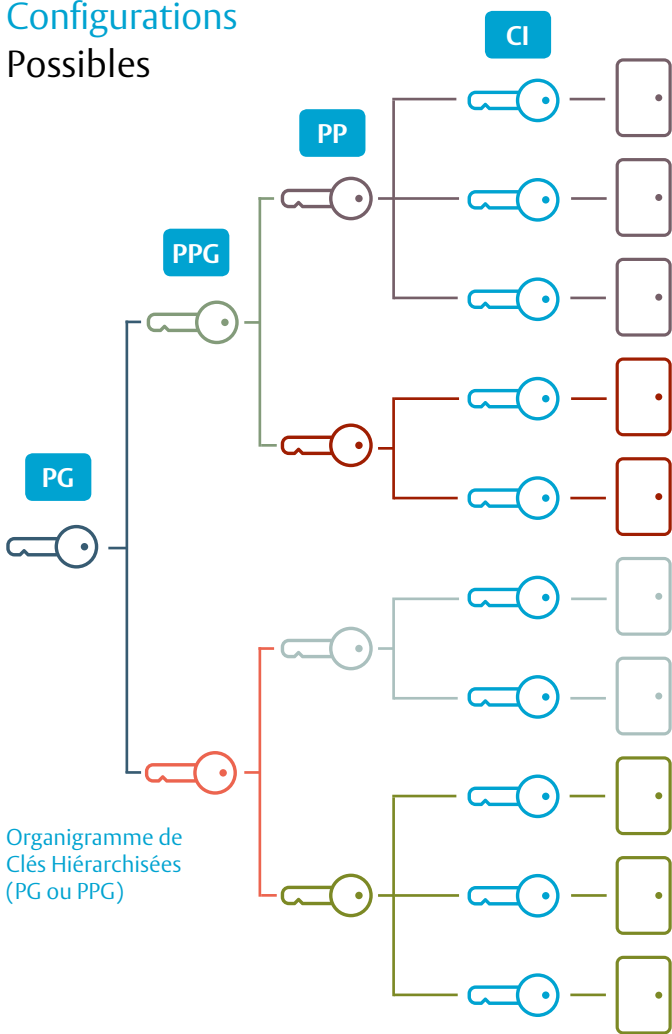 Configurations
Possibles
CI
PP
PPG
PG
Organigramme de
Clés Hiérarchisées
(PG ou PPG)